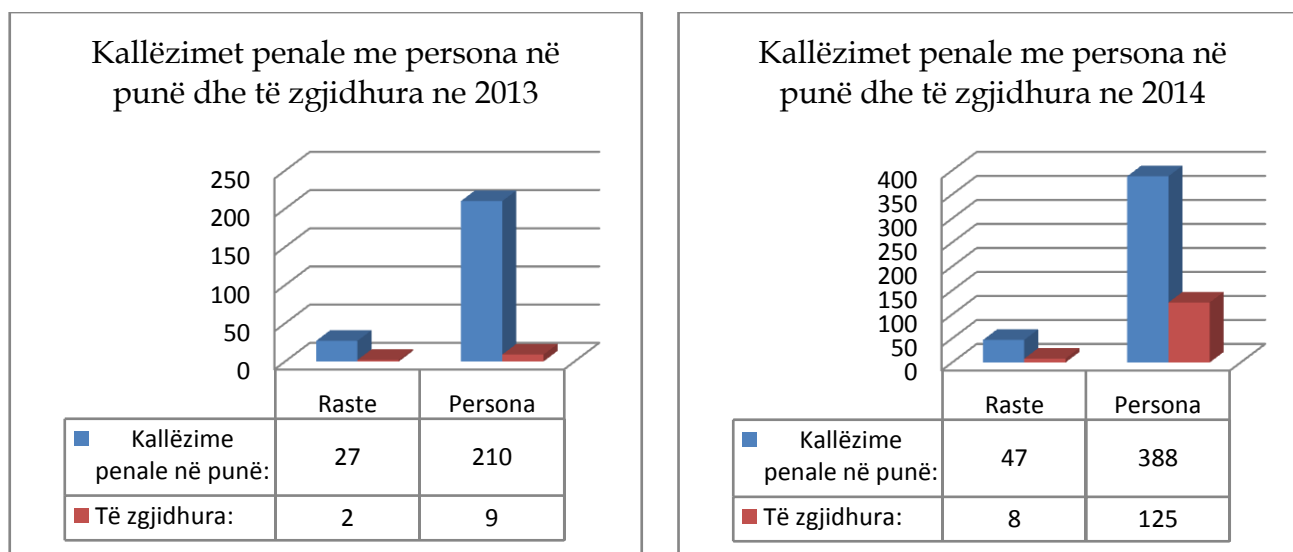 Kallëzimet penale me persona në
punë dhe të zgjidhura ne 2013
250
200
150
100
50
0
Raste Persona
Kallëzime
penale në punë: 27 210
Të zgjidhura: 2 9
Kallëzimet penale me persona në
punë dhe të zgjidhura ne 2014
400
350
300
250
200
150
100
50
0
Raste Persona
Kallëzime
penale në punë: 47 388
Të zgjidhura: 8 125